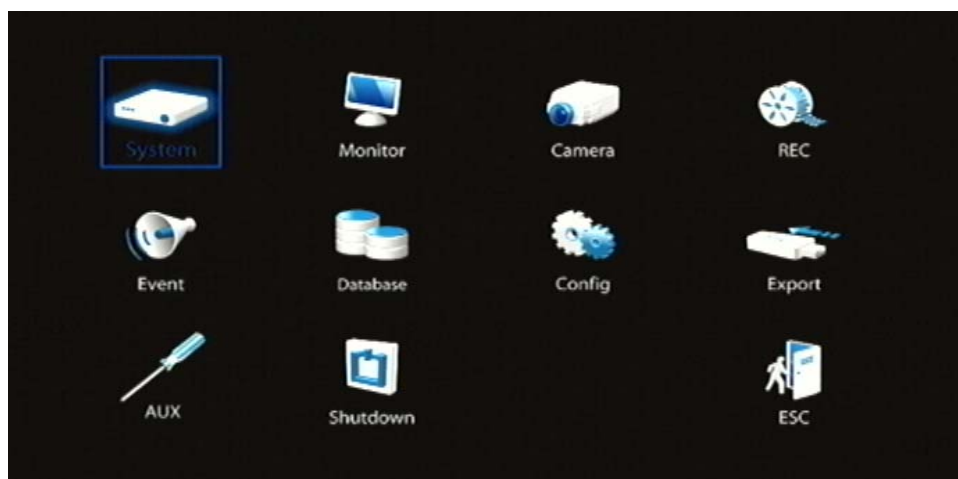 System
Monitor
Camera
REC
Event
Database
Config
Export
AUX
Shutdown
ESC